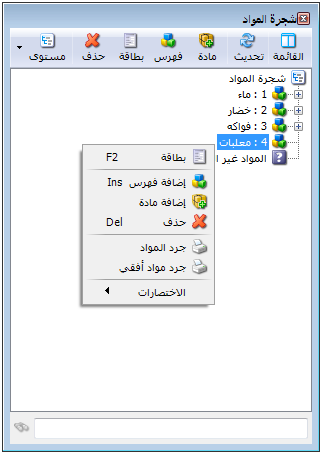 شجرة المواد
القائمة تحديث مادة فهرس بطاقة حذف مستوى
شجرة المواد
1 : ماء
2 : خضار
3 : فواكه
4 : معلبات
المواد غير ا
بطاقة F2
إضافة فهرس Ins
إضافة مادة
حذف Del
جرد المواد
جرد مواد أفقي
الاختصارات